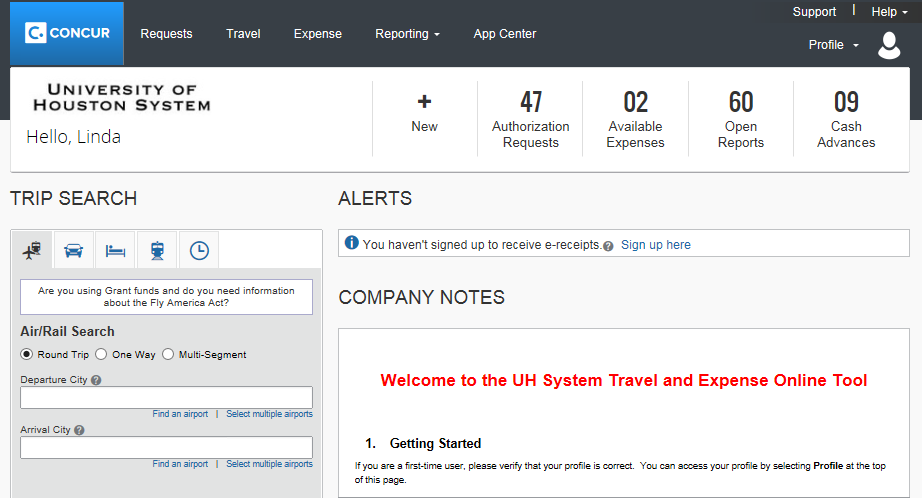 CONCUR
Requests
Travel
Expense
Reporting
App Center
Support | Help
Profile
UNIVERSITY OF
HOUSTON SYSTEM
Hello, Linda
+
New
47
Authorization
Requests
02
Available
Expenses
60
Open
Reports
09
Cash
Advances
TRIP SEARCH
Are you using Grant funds and do you need information
about the Fly America Act?
Air/Rail Search
Round Trip One Way Multi-Segment
Departure City ?
Find an airport | Select multiple airports
Arrival City ?
Find an airport | Select multiple airports
ALERTS
You haven't signed up to receive e-receipts. ? Sign up here
COMPANY NOTES
Welcome to the UH System Travel and Expense Online Tool
1. Getting Started
If you are a first-time user, please verify that your profile is correct. You can access your profile by selecting Profile at the top
of this page.